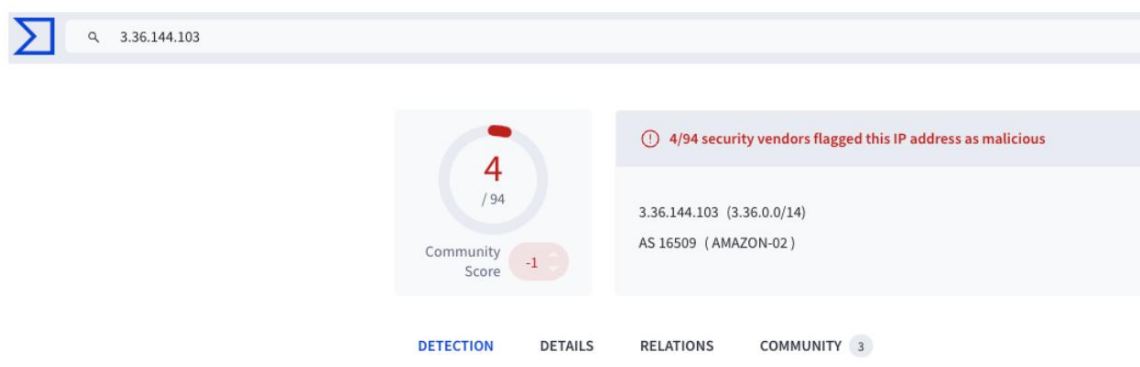 3.36.144.103
4
/ 94
Community
Score
-1
4/94 security vendors flagged this IP address as malicious
3.36.144.103 (3.36.0.0/14)
AS 16509 ( AMAZON-02 )
DETECTION DETAILS RELATIONS COMMUNITY 3